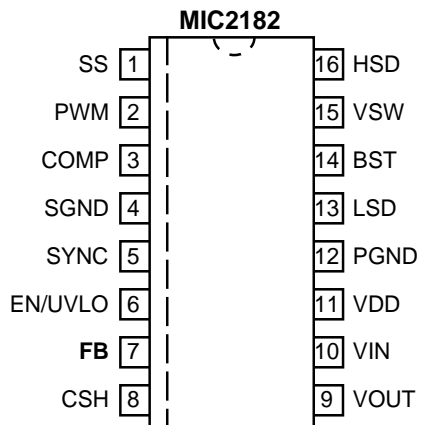 MIC2182
SS 1 16 HSD
PWM 2 15 VSW
COMP 3 14 BST
SGND 4 13 LSD
SYNC 5 12 PGND
EN/UVLO 6 11 VDD
FB 7 10 VIN
CSH 8 9 VOUT